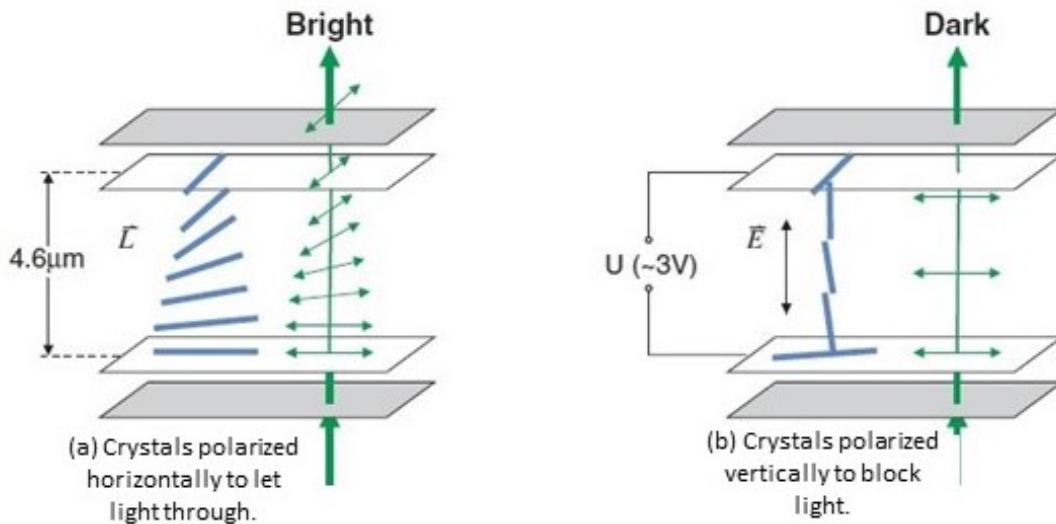 Bright
Dark
4.6μm
L⃗
U (~3V)
E⃗
(a) Crystals polarized
horizontally to let
light through.
(b) Crystals polarized
vertically to block
light.